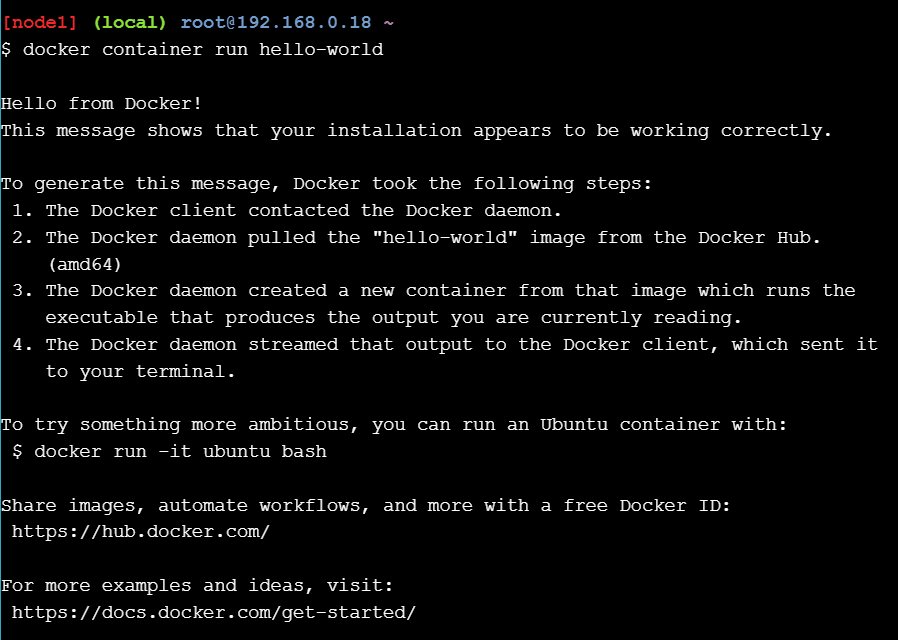 [node1] (local) root@192.168.0.18 ~
$ docker container run hello-world
Hello from Docker!
This message shows that your installation appears to be working correctly.
To generate this message, Docker took the following steps:
1. The Docker client contacted the Docker daemon.
2. The Docker daemon pulled the "hello-world" image from the Docker Hub.
(amd64)
3. The Docker daemon created a new container from that image which runs the
executable that produces the output you are currently reading.
4. The Docker daemon streamed that output to the Docker client, which sent it
to your terminal.
To try something more ambitious, you can run an Ubuntu container with:
$ docker run -it ubuntu bash
Share images, automate workflows, and more with a free Docker ID:
https://hub.docker.com/
For more examples and ideas, visit:
https://docs.docker.com/get-started/